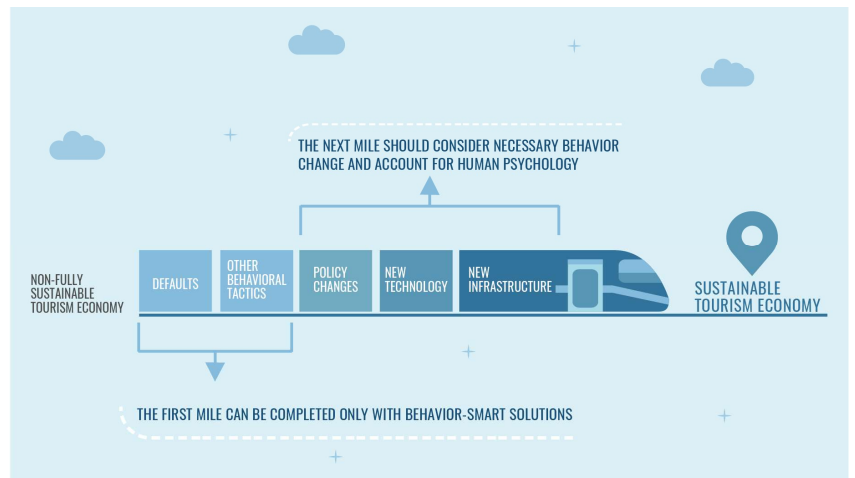 THE NEXT MILE SHOULD CONSIDER NECESSARY BEHAVIOR
CHANGE AND ACCOUNT FOR HUMAN PSYCHOLOGY
NON-FULLY
SUSTAINABLE
TOURISM ECONOMY
DEFAULTS
OTHER
BEHAVIORAL
TACTICS
POLICY
CHANGES
NEW
TECHNOLOGY
NEW
INFRASTRUCTURE
SUSTAINABLE
TOURISM ECONOMY
THE FIRST MILE CAN BE COMPLETED ONLY WITH BEHAVIOR-SMART SOLUTIONS